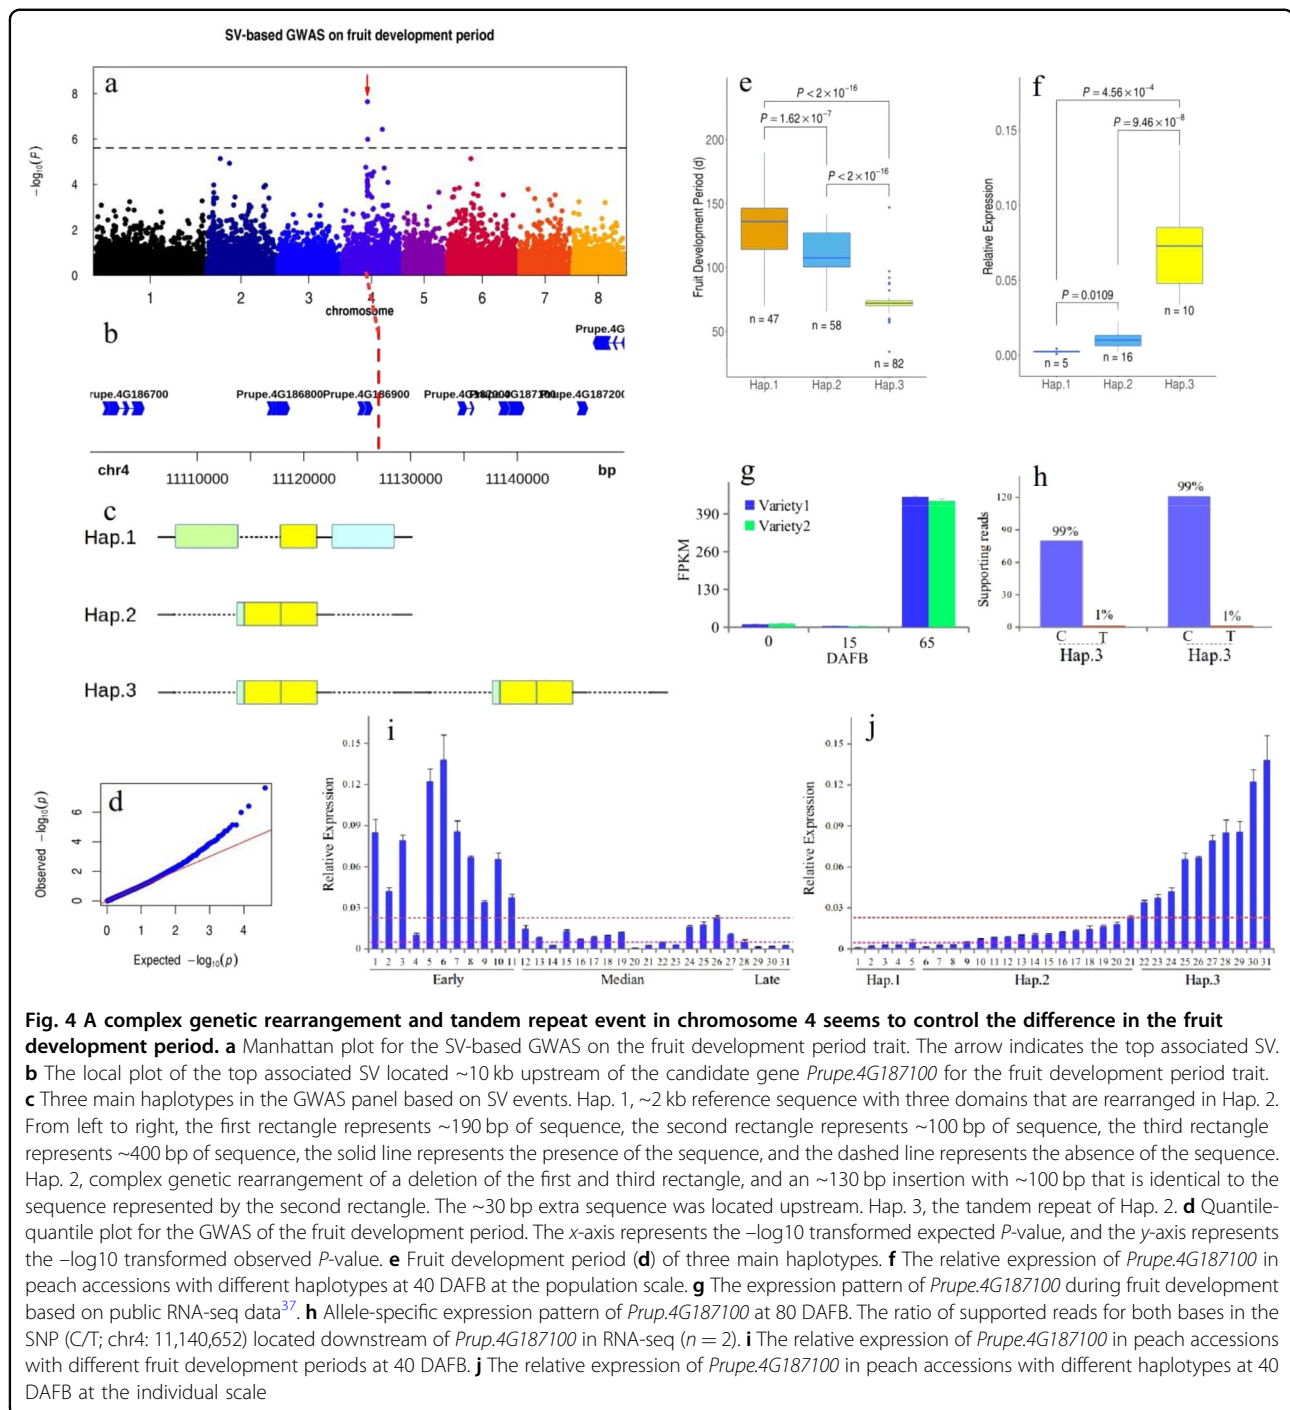 SV-based GWAS on fruit development period
a
−log10(P)
8
6
4
2
0
1 2 3 4 5 6 7 8
chromosome
b
Prupe.4G
rupe.4G186700 Prupe.4G186800 Prupe.4G186900
chr4 11110000 11120000 11130000 11140000 bp
c
Hap.1
Hap.2
Hap.3
d
Observed −log10(p)
6
4
2
0
0 1 2 3 4
Expected −log10(p)
e
Fruit Development Period (d)
200
150
100
50
P < 2 × 10−16
P = 1.62 × 10−7
P < 2 × 10−16
n = 47
n = 58
n = 82
Hap.1 Hap.2 Hap.3
f
Relative Expression
0.15
0.10
0.05
0.00
P = 4.56 × 10−4
P = 9.46 × 10−8
P = 0.0109
n = 5
n = 16
n = 10
Hap.1 Hap.2 Hap.3
g
FPKM
390
260
130
0
Variety1
Variety2
0 15 65
DAFB
h
Supporting reads
120
90
60
30
0
99% 1% 99% 1%
C T C T
Hap.3 Hap.3
i
Relative Expression
0.15
0.12
0.09
0.06
0.03
0
1 2 3 4 5 6 7 8 9 10 11 12 13 14 15 16 17 18 19 20 21 22 23 24 25 26 27 28 29 30 31
Early Median Late
j
Relative Expression
0.15
0.12
0.09
0.06
0.03
0
1 2 3 4 5 6 7 8 9 10 11 12 13 14 15 16 17 18 19 20 21 22 23 24 25 26 27 28 29 30 31
Hap.1 Hap.2 Hap.3
Fig. 4 A complex genetic rearrangement and tandem repeat event in chromosome 4 seems to control the difference in the fruit
development period. a Manhattan plot for the SV-based GWAS on the fruit development period trait. The arrow indicates the top associated SV.
b The local plot of the top associated SV located ~10 kb upstream of the candidate gene Prupe.4G187100 for the fruit development period trait.
c Three main haplotypes in the GWAS panel based on SV events. Hap. 1, ~2 kb reference sequence with three domains that are rearranged in Hap. 2.
From left to right, the first rectangle represents ~190 bp of sequence, the second rectangle represents ~100 bp of sequence, the third rectangle
represents ~400 bp of sequence, the solid line represents the presence of the sequence, and the dashed line represents the absence of the sequence.
Hap. 2, complex genetic rearrangement of a deletion of the first and third rectangle, and an ~130 bp insertion with ~100 bp that is identical to the
sequence represented by the second rectangle. The ~30 bp extra sequence was located upstream. Hap. 3, the tandem repeat of Hap. 2. d Quantile-
quantile plot for the GWAS of the fruit development period. The x-axis represents the –log10 transformed expected P-value, and the y-axis represents
the –log10 transformed observed P-value. e Fruit development period (d) of three main haplotypes. f The relative expression of Prupe.4G187100 in
peach accessions with different haplotypes at 40 DAFB at the population scale. g The expression pattern of Prupe.4G187100 during fruit development
based on public RNA-seq data37. h Allele-specific expression pattern of Prup.4G187100 at 80 DAFB. The ratio of supported reads for both bases in the
SNP (C/T; chr4: 11,140,652) located downstream of Prup.4G187100 in RNA-seq (n = 2). i The relative expression of Prupe.4G187100 in peach accessions
with different fruit development periods at 40 DAFB. j The relative expression of Prupe.4G187100 in peach accessions with different haplotypes at 40
DAFB at the individual scale